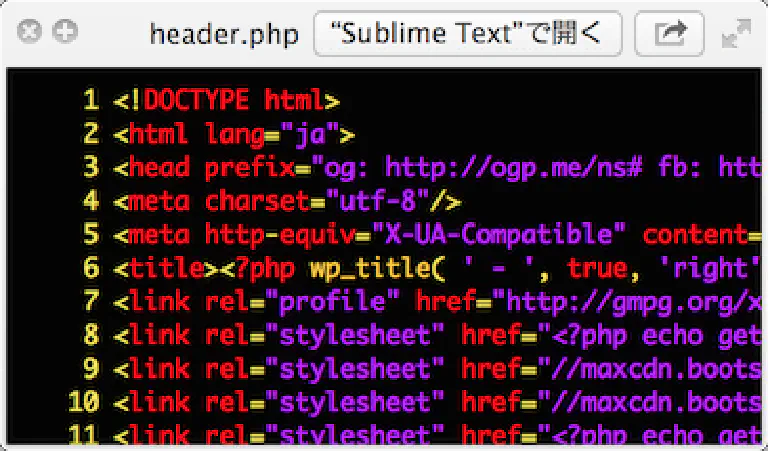 header.php “Sublime Text”で開く
1 <!DOCTYPE html>
2 <html lang="ja">
3 <head prefix="og: http://ogp.me/ns# fb: htt
4 <meta charset="utf-8"/>
5 <meta http-equiv="X-UA-Compatible" content=
6 <title><?php wp_title( ' - ', true, 'right'
7 <link rel="profile" href="http://gmpg.org/x
8 <link rel="stylesheet" href="<?php echo get
9 <link rel="stylesheet" href="//maxcdn.boots
10 <link rel="stylesheet" href="//maxcdn.boots
11 <link rel="stylesheet" href="<?php echo get